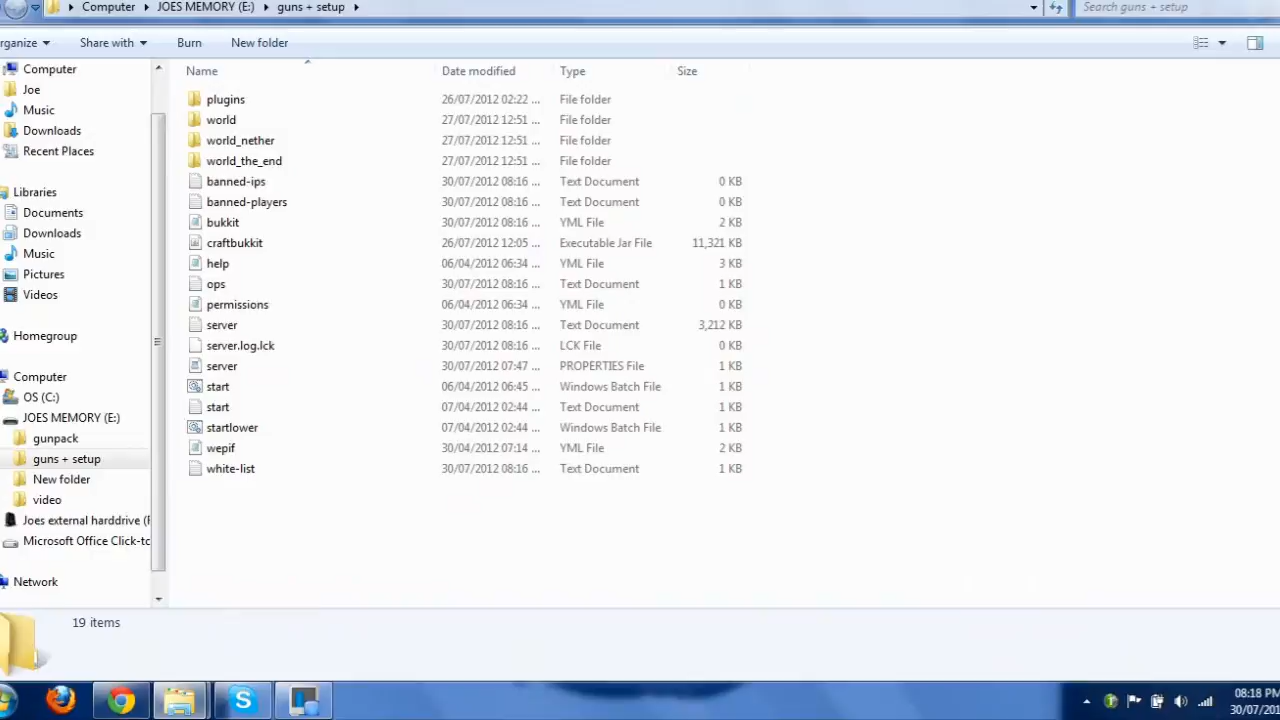 Computer JOES MEMORY (E:) guns + setup Search guns + setup
rganize Share with Burn New folder
Computer
Joe
Music
Downloads
Recent Places
Libraries
Documents
Downloads
Music
Pictures
Videos
Homegroup
Computer
OS (C:)
JOES MEMORY (E:)
gunpack
guns + setup
New folder
video
Joes external harddrive (F
Microsoft Office Click-tc
Network
Name Date modified Type Size
plugins 26/07/2012 02:22 ... File folder
world 27/07/2012 12:51 ... File folder
world_nether 27/07/2012 12:51 ... File folder
world_the_end 27/07/2012 12:51 ... File folder
banned-ips 30/07/2012 08:16 ... Text Document 0 KB
banned-players 30/07/2012 08:16 ... Text Document 0 KB
bukkit 30/07/2012 08:16 ... YML File 2 KB
craftbukkit 26/07/2012 12:05 ... Executable Jar File 11,321 KB
help 06/04/2012 06:34 ... YML File 3 KB
ops 30/07/2012 08:16 ... Text Document 1 KB
permissions 06/04/2012 06:34 ... YML File 0 KB
server 30/07/2012 08:16 ... Text Document 3,212 KB
server.log.lck 30/07/2012 08:16 ... LCK File 0 KB
server 30/07/2012 07:47 ... PROPERTIES File 1 KB
start 06/04/2012 06:45 ... Windows Batch File 1 KB
start 07/04/2012 02:44 ... Text Document 1 KB
startlower 07/04/2012 02:44 ... Windows Batch File 1 KB
wepif 30/04/2012 07:14 ... YML File 2 KB
white-list 30/07/2012 08:16 ... Text Document 1 KB
19 items
08:18 PM
30/07/201